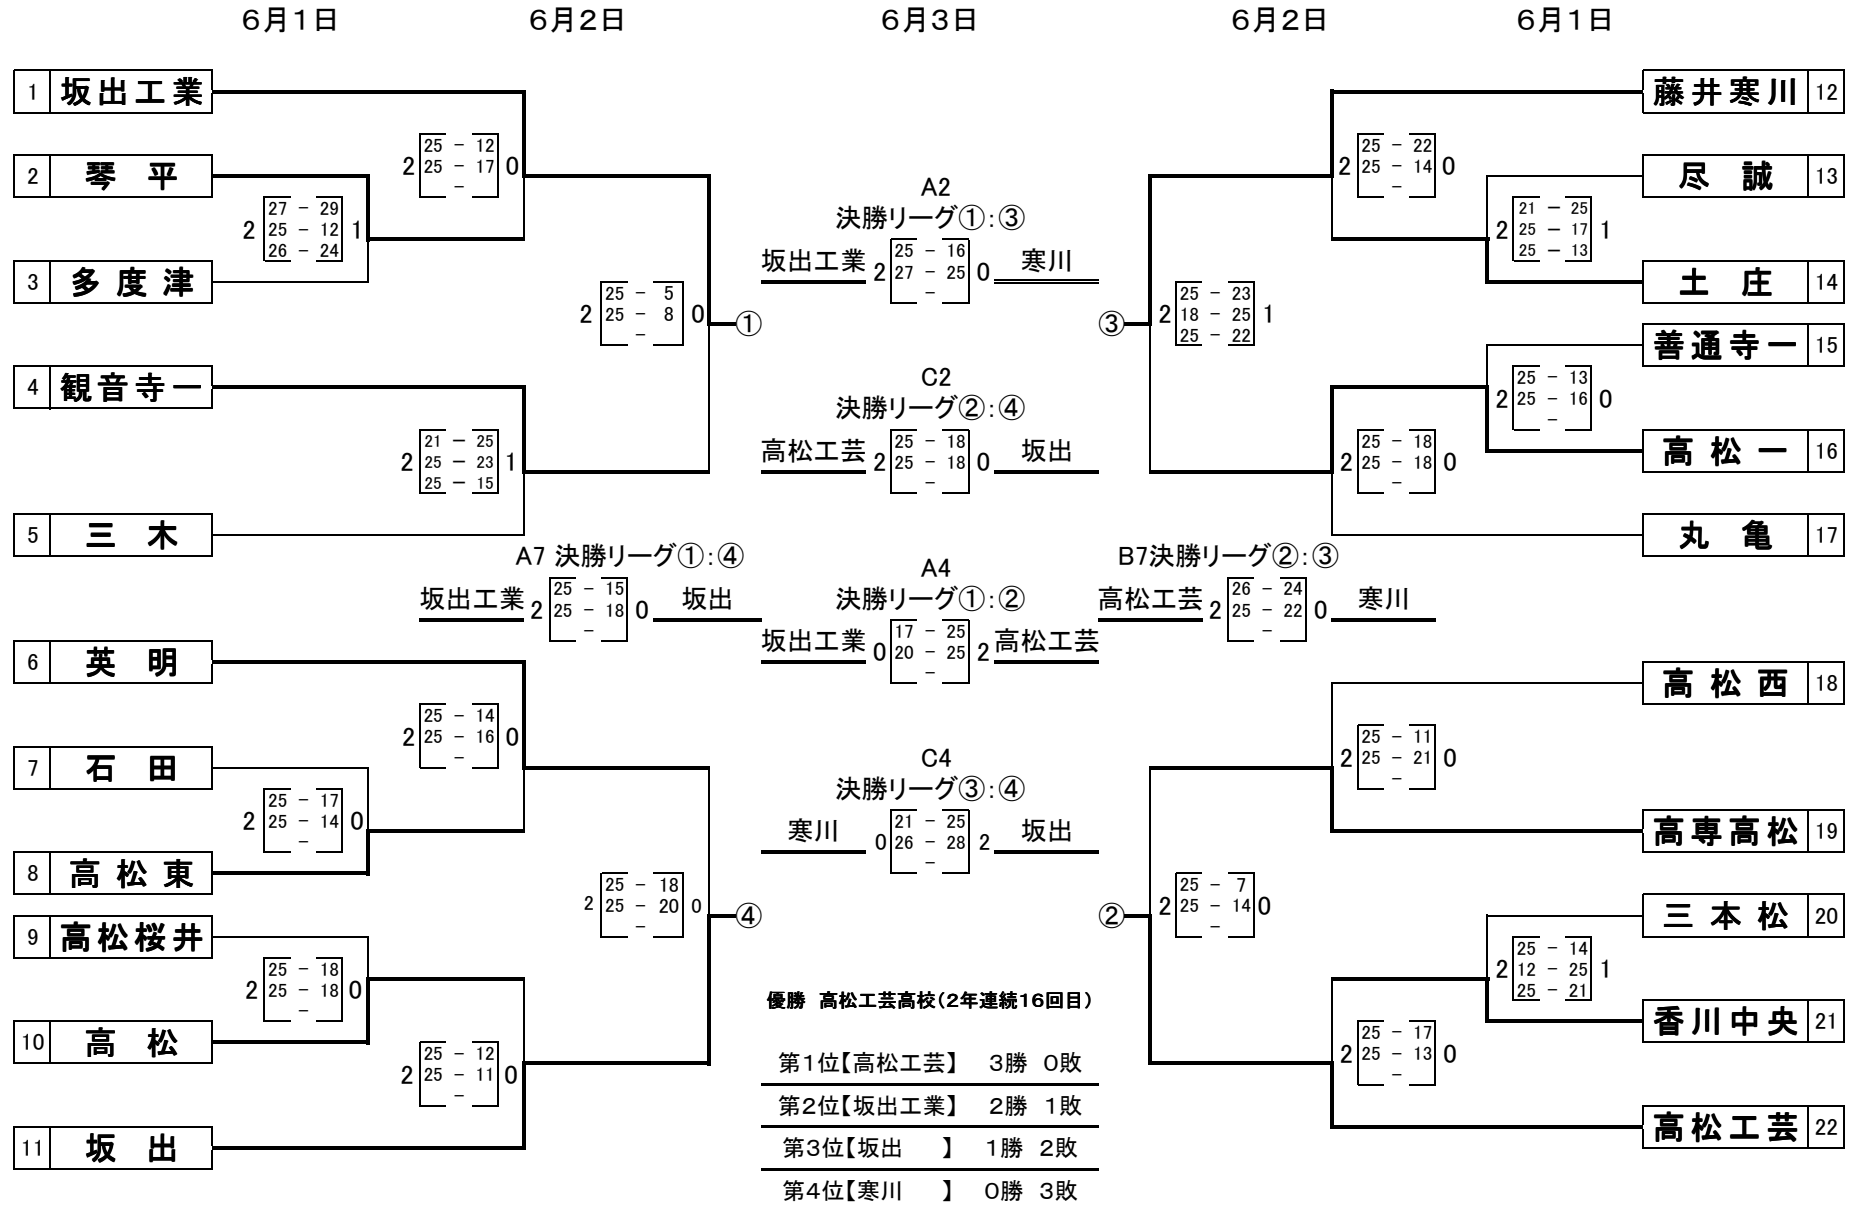 6月1日 6月2日 6月3日 6月2日 6月1日
1 坂出工業
2 琴平
3 多度津
4 観音寺一
5 三木
6 英明
7 石田
8 高松東
9 高松桜井
10 高松
11 坂出
2 27 - 29 1
25 - 12
26 - 24
2 25 - 17 0
25 - 14
-
2 25 - 18 0
25 - 18
-
2 25 - 12 0
25 - 17
-
2 21 - 25 1
25 - 23
25 - 15
2 25 - 14 0
25 - 16
-
2 25 - 12 0
25 - 11
-
2 25 - 5 0
25 - 8
-
①
2 25 - 18 0
25 - 20
-
④
A2
決勝リーグ①:③
坂出工業 2 25 - 16 0 寒川
27 - 25
-
C2
決勝リーグ②:④
高松工芸 2 25 - 18 0 坂出
25 - 18
-
A7 決勝リーグ①:④
坂出工業 2 25 - 15 0 坂出
25 - 18
-
A4
決勝リーグ①:②
坂出工業 0 17 - 25 2 高松工芸
20 - 25
-
B7決勝リーグ②:③
高松工芸 2 26 - 24 0 寒川
25 - 22
-
C4
決勝リーグ③:④
寒川 0 21 - 25 2 坂出
26 - 28
-
優勝 高松工芸高校(2年連続16回目)
第1位【高松工芸】 3勝 0敗
第2位【坂出工業】 2勝 1敗
第3位【坂出 】 1勝 2敗
第4位【寒川 】 0勝 3敗
③
2 25 - 23 1
18 - 25
25 - 22
②
2 25 - 7 0
25 - 14
-
2 25 - 22 0
25 - 14
-
2 25 - 18 0
25 - 18
-
2 25 - 11 0
25 - 21
-
2 25 - 17 0
25 - 13
-
2 21 - 25 1
25 - 17
25 - 13
2 25 - 13 0
25 - 16
-
2 25 - 14 1
12 - 25
25 - 21
藤井寒川 12
尽誠 13
土庄 14
善通寺一 15
高松一 16
丸亀 17
高松西 18
高専高松 19
三本松 20
香川中央 21
高松工芸 22